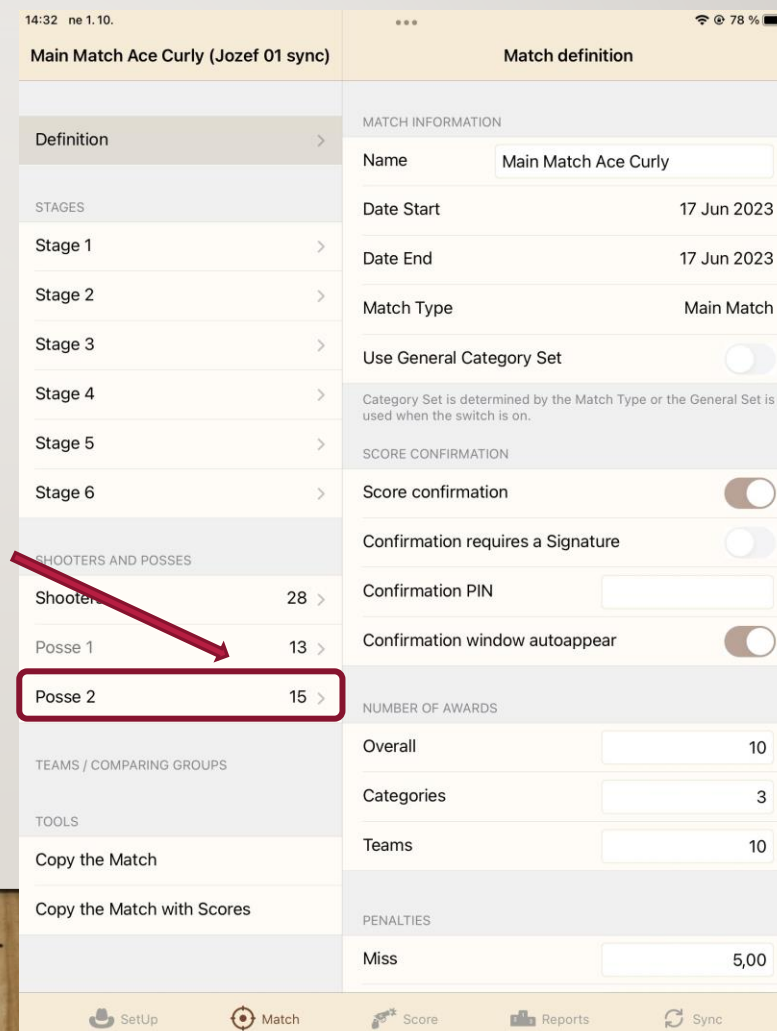 14:32 ne 1. 10.
78 %
Main Match Ace Curly (Jozef 01 sync)
Definition
STAGES
Stage 1
Stage 2
Stage 3
Stage 4
Stage 5
Stage 6
SHOOTERS AND POSSES
Shooters 28
Posse 1 13
Posse 2 15
TEAMS / COMPARING GROUPS
TOOLS
Copy the Match
Copy the Match with Scores
Match definition
MATCH INFORMATION
Name Main Match Ace Curly
Date Start 17 Jun 2023
Date End 17 Jun 2023
Match Type Main Match
Use General Category Set
Category Set is determined by the Match Type or the General Set is
used when the switch is on.
SCORE CONFIRMATION
Score confirmation
Confirmation requires a Signature
Confirmation PIN
Confirmation window autoappear
NUMBER OF AWARDS
Overall 10
Categories 3
Teams 10
PENALTIES
Miss 5,00
SetUp Match Score Reports Sync